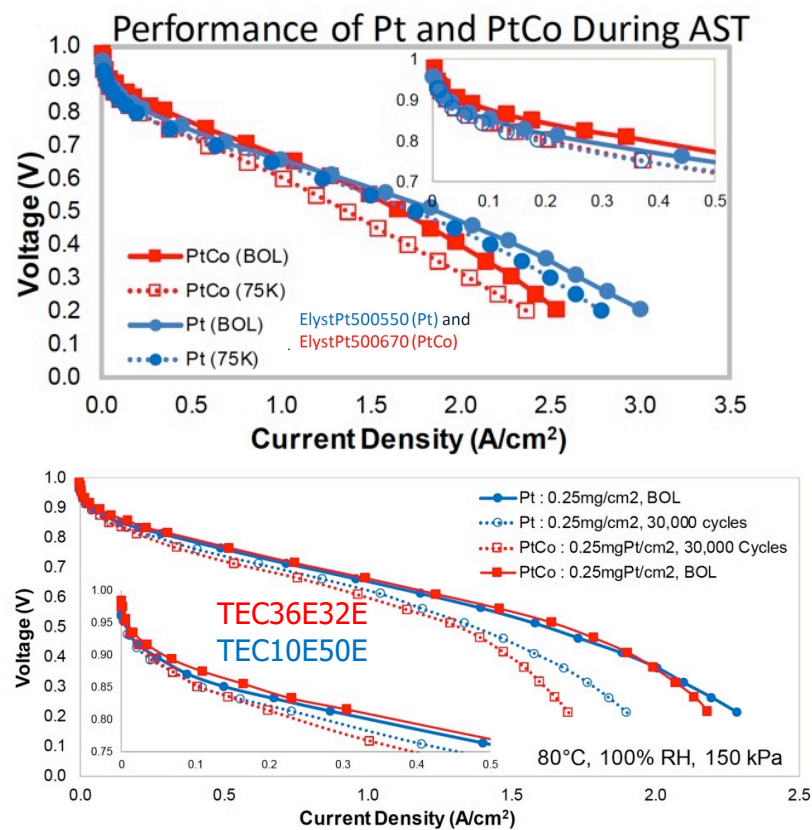 Performance of Pt and PtCo During AST
1.0
0.9
0.8
0.7
0.6
0.5
0.4
0.3
0.2
0.1
0.0
Voltage (V)
1
0.9
0.8
0.7
0
0.1
0.2
0.3
0.4
0.5
PtCo (BOL)
PtCo (75K)
Pt (BOL)
Pt (75K)
ElystPt500550 (Pt) and
ElystPt500670 (PtCo)
0.0 0.5 1.0 1.5 2.0 2.5 3.0 3.5
Current Density (A/cm²)
1.0
0.9
0.8
0.7
0.6
0.5
0.4
0.3
0.2
0.1
0.0
Voltage (V)
Pt : 0.25mg/cm2, BOL
Pt : 0.25mg/cm2, 30,000 cycles
PtCo : 0.25mgPt/cm2, 30,000 Cycles
PtCo : 0.25mgPt/cm2, BOL
TEC36E32E
TEC10E50E
1.00
0.95
0.90
0.85
0.80
0.75
0 0.1 0.2 0.3 0.4 0.5
80°C, 100% RH, 150 kPa
0.0 0.5 1.0 1.5 2.0 2.5
Current Density (A/cm²)